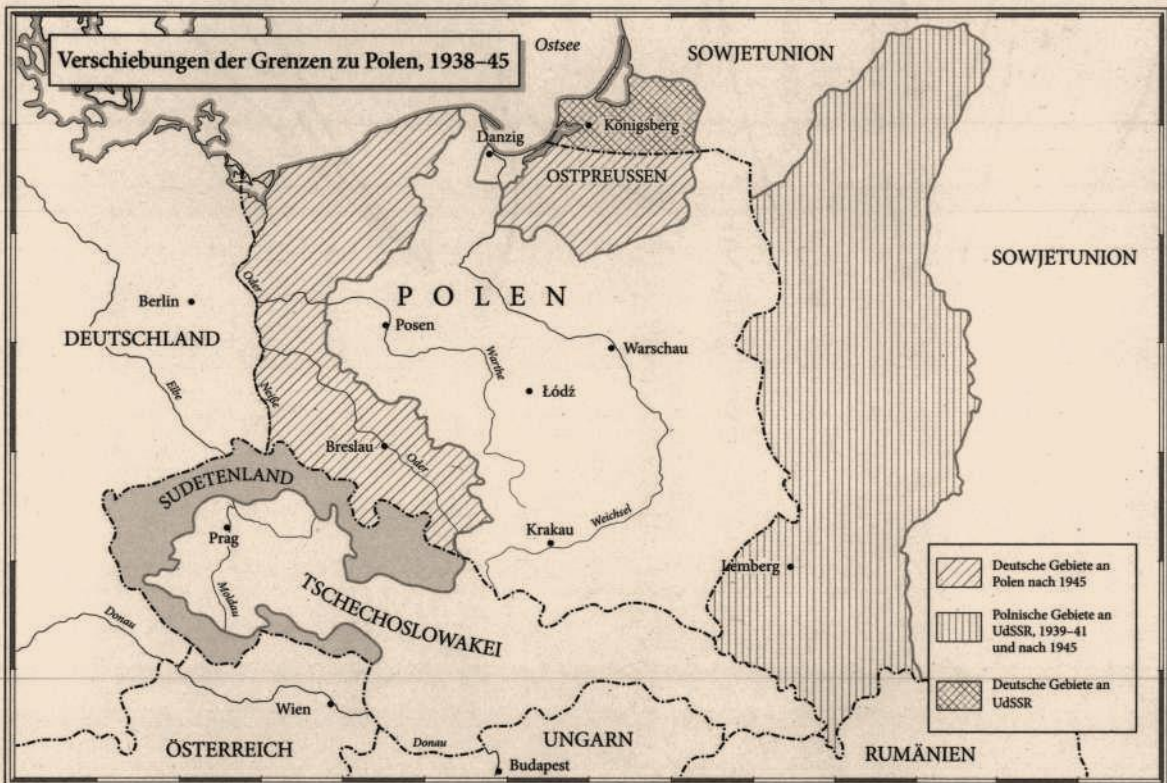 Verschiebungen der Grenzen zu Polen, 1938–45
Ostsee
SOWJETUNION
Danzig
Königsberg
OSTPREUSSEN
SOWJETUNION
Oder
POLEN
Berlin
Posen
DEUTSCHLAND
Warthe
Warschau
Elbe
Neiße
Łódź
Breslau
Oder
SUDETENLAND
Weichsel
Krakau
Prag
Lemberg
Moldau
TSCHECHOSLOWAKEI
Donau
Wien
ÖSTERREICH
Donau
UNGARN
Budapest
RUMÄNIEN
Deutsche Gebiete an
Polen nach 1945
Polnische Gebiete an
UdSSR, 1939–41
und nach 1945
Deutsche Gebiete an
UdSSR